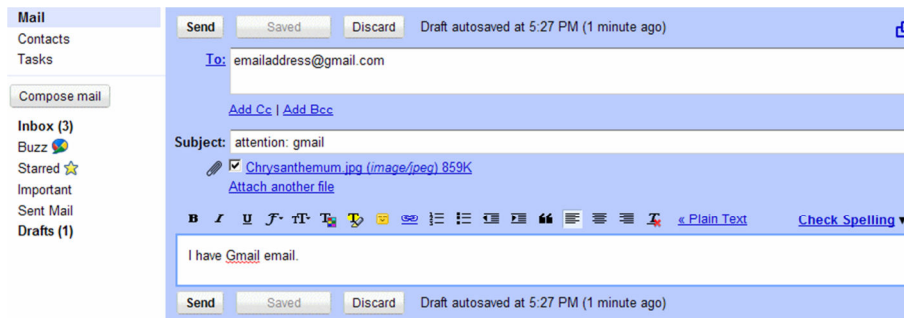 Mail
Contacts
Tasks
Compose mail
Inbox (3)
Buzz
Starred
Important
Sent Mail
Drafts (1)
Send Saved Discard Draft autosaved at 5:27 PM (1 minute ago)
To: emailaddress@gmail.com
Add Cc | Add Bcc
Subject: attention: gmail
Chrysanthemum.jpg (image/jpeg) 859K
Attach another file
B I U F T T « Plain Text Check Spelling
I have Gmail email.
Send Saved Discard Draft autosaved at 5:27 PM (1 minute ago)